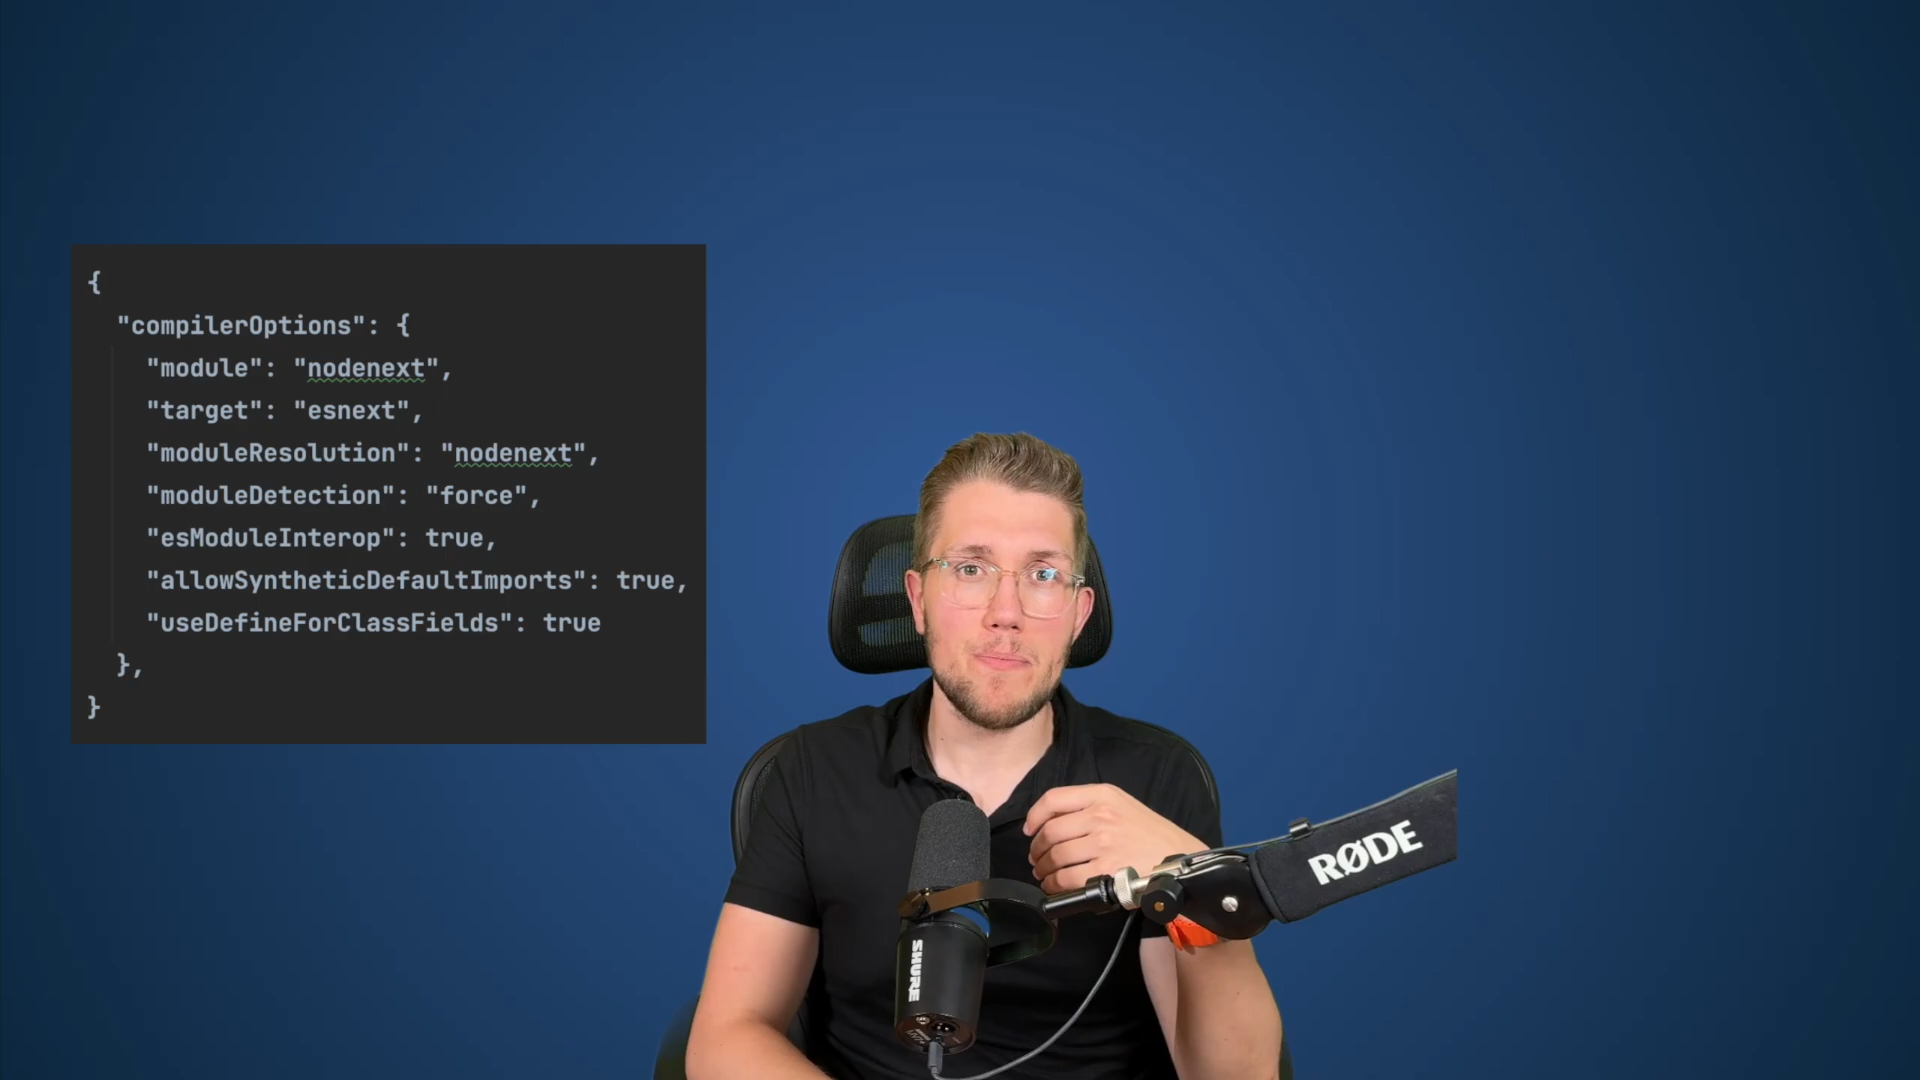 {
"compilerOptions": {
"module": "nodenext",
"target": "esnext",
"moduleResolution": "nodenext",
"moduleDetection": "force",
"esModuleInterop": true,
"allowSyntheticDefaultImports": true,
"useDefineForClassFields": true
},
}
RØDE
SHURE